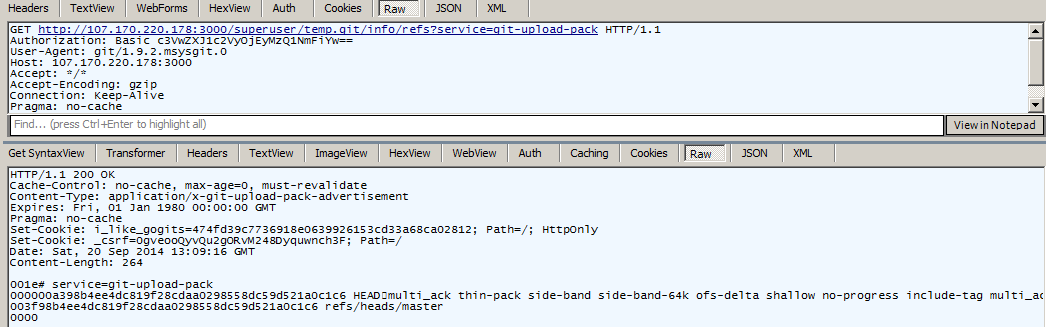 Headers TextView WebForms HexView Auth Cookies Raw JSON XML
GET http://107.170.220.178:3000/superuser/temp.git/info/refs?service=git-upload-pack HTTP/1.1
Authorization: Basic c3VwZXJ1c2VyOjEyMzQ1NmFiYw==
User-Agent: git/1.9.2.msysgit.0
Host: 107.170.220.178:3000
Accept: */*
Accept-Encoding: gzip
Connection: Keep-Alive
Pragma: no-cache
Find... (press Ctrl+Enter to highlight all) View in Notepad
Get SyntaxView Transformer Headers TextView ImageView HexView WebView Auth Caching Cookies Raw JSON XML
HTTP/1.1 200 OK
Cache-Control: no-cache, max-age=0, must-revalidate
Content-Type: application/x-git-upload-pack-advertisement
Expires: Fri, 01 Jan 1980 00:00:00 GMT
Pragma: no-cache
Set-Cookie: i_like_gogits=474fd39c7736918e0639926153cd33a68ca02812; Path=/; HttpOnly
Set-Cookie: _csrf=0gveooQyvQu2gORvM248Dyquwnch3F; Path=/
Date: Sat, 20 Sep 2014 13:09:16 GMT
Content-Length: 264
001e# service=git-upload-pack
000000a398b4ee4dc819f28cdaa0298558dc59d521a0c1c6 HEAD multi_ack thin-pack side-band side-band-64k ofs-delta shallow no-progress include-tag multi_ac
003f98b4ee4dc819f28cdaa0298558dc59d521a0c1c6 refs/heads/master
0000